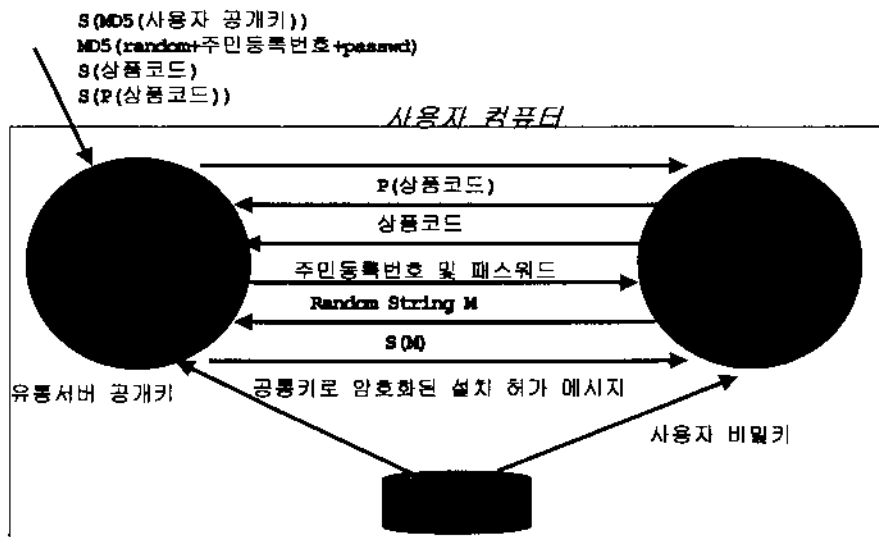 S(MD5(사용자 공개키))
MD5(random+주민등록번호+passwd)
S(상품코드)
S(P(상품코드))
사용자 컴퓨터
P(상품코드)
상품코드
주민등록번호 및 패스워드
Random String M
S(M)
유통서버 공개키
공통키로 암호화된 설치 허가 메시지
사용자 비밀키